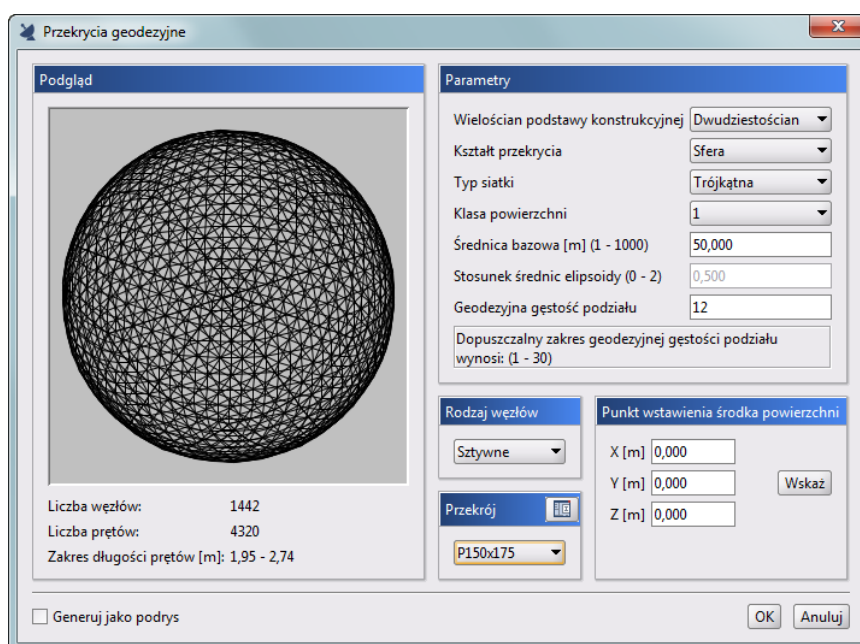 Przekrycia geodezyjne
Podgląd
Liczba węzłów: 1442
Liczba prętów: 4320
Zakres długości prętów [m]: 1,95 - 2,74
Parametry
Wielościan podstawy konstrukcyjnej Dwudziestościan
Kształt przekrycia Sfera
Typ siatki Trójkątna
Klasa powierzchni 1
Średnica bazowa [m] (1 - 1000) 50,000
Stosunek średnic elipsoidy (0 - 2) 0,500
Geodezyjna gęstość podziału 12
Dopuszczalny zakres geodezyjnej gęstości podziału
wynosi: (1 - 30)
Rodzaj węzłów
Sztywne
Przekrój
P150x175
Punkt wstawienia środka powierzchni
X [m] 0,000
Y [m] 0,000
Wskaż
Z [m] 0,000
Generuj jako podrys
OK
Anuluj